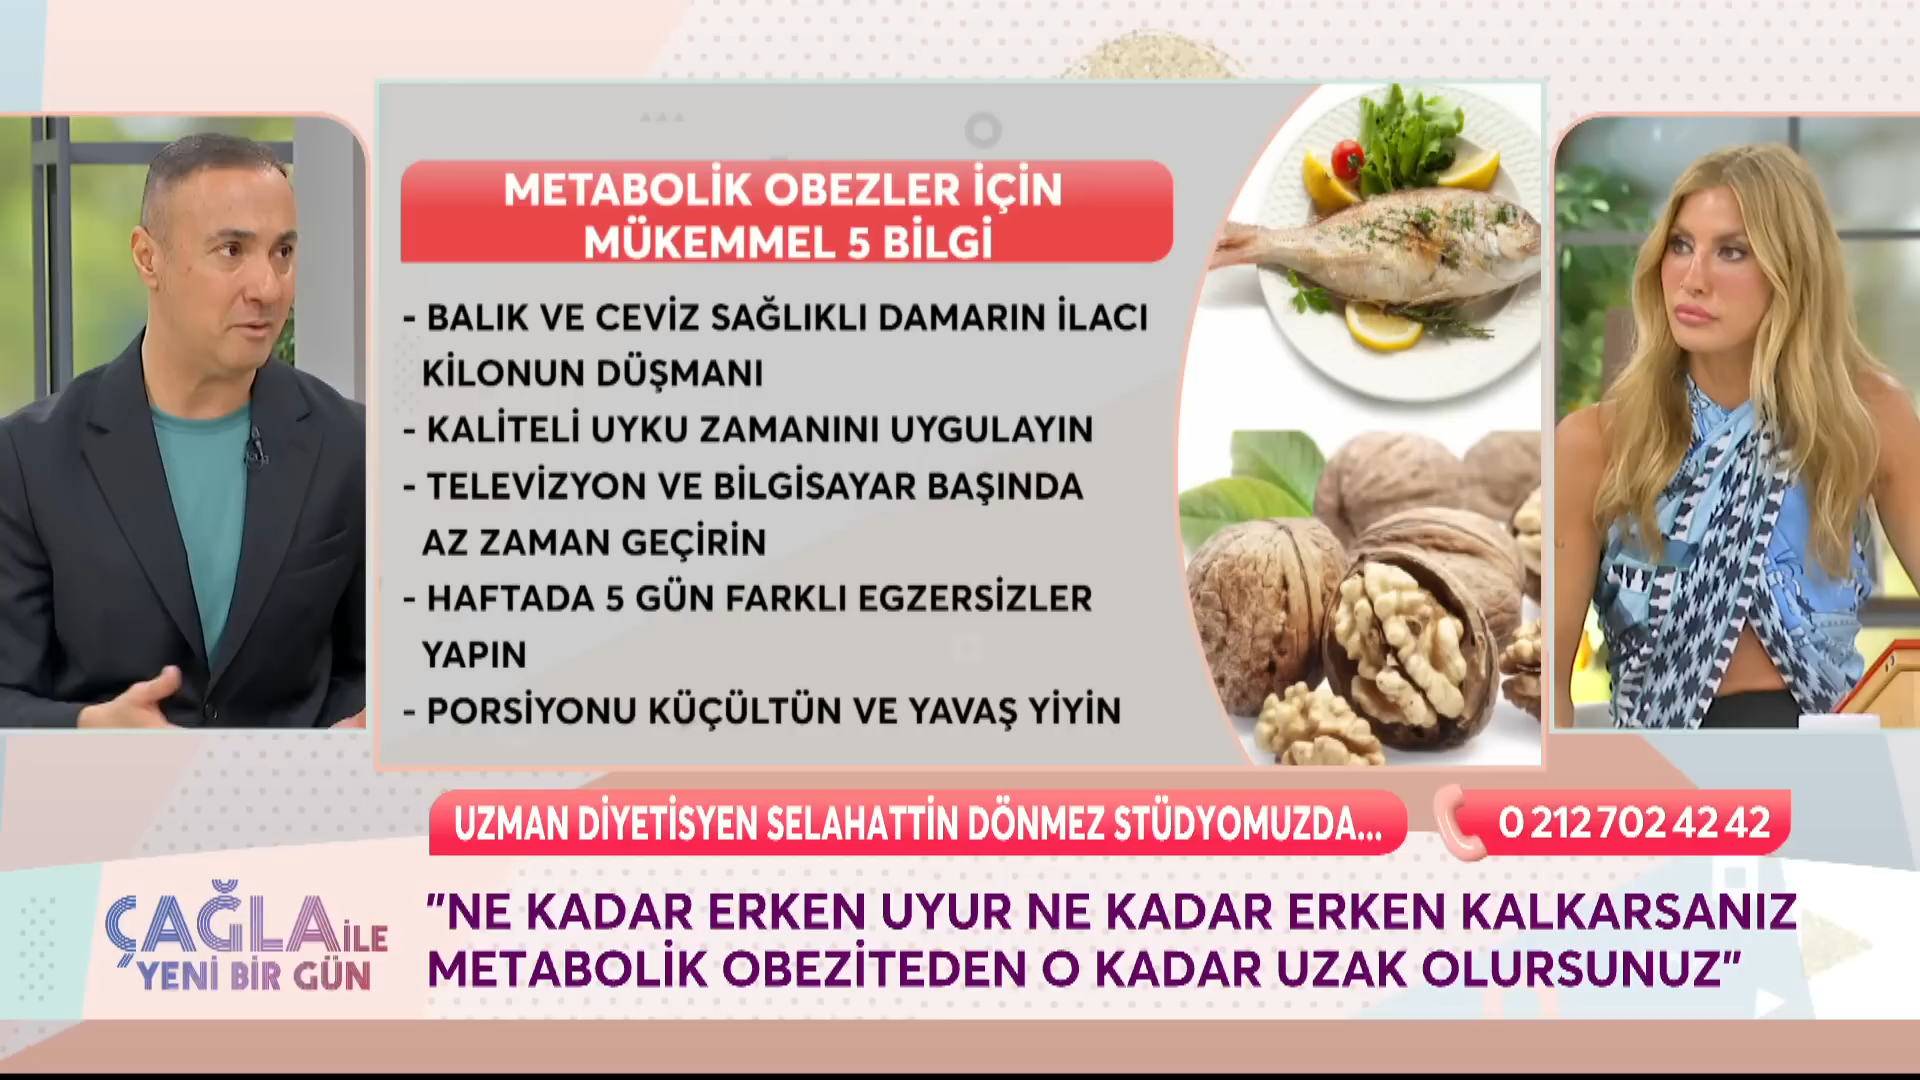 METABOLİK OBEZLER İÇİN
MÜKEMMEL 5 BİLGİ
- BALIK VE CEVİZ SAĞLIKLI DAMARIN İLACI
KİLONUN DÜŞMANI
- KALİTELİ UYKU ZAMANINI UYGULAYIN
- TELEVİZYON VE BİLGİSAYAR BAŞINDA
AZ ZAMAN GEÇİRİN
- HAFTADA 5 GÜN FARKLI EGZERSİZLER
YAPIN
- PORSİYONU KÜÇÜLTÜN VE YAVAŞ YİYİN
UZMAN DİYETİSYEN SELAHATTİN DÖNMEZ STÜDYOMUZDA...
0 212 702 42 42
ÇAĞLA İLE
YENİ BİR GÜN
"NE KADAR ERKEN UYUR NE KADAR ERKEN KALKARSANIZ
METABOLİK OBEZİTEDEN O KADAR UZAK OLURSUNUZ"